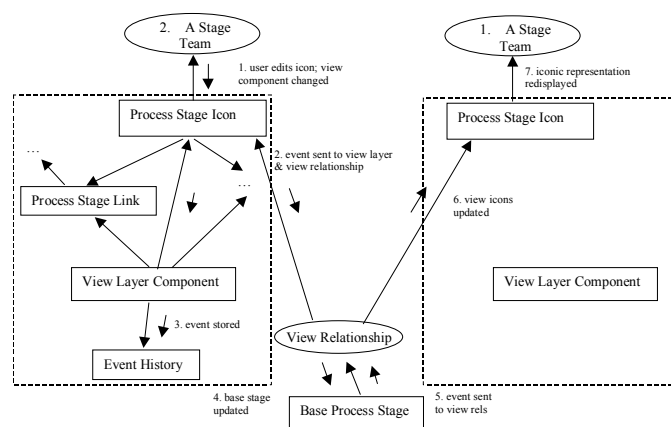 2. A Stage
Team
1. A Stage
Team
1. user edits icon; view
component changed
7. iconic representation
redisplayed
Process Stage Icon
Process Stage Icon
...
2. event sent to view layer
& view relationship
...
Process Stage Link
6. view icons
updated
View Layer Component
View Layer Component
3. event stored
View Relationship
Event History
4. base stage
updated
5. event sent
to view rels
Base Process Stage